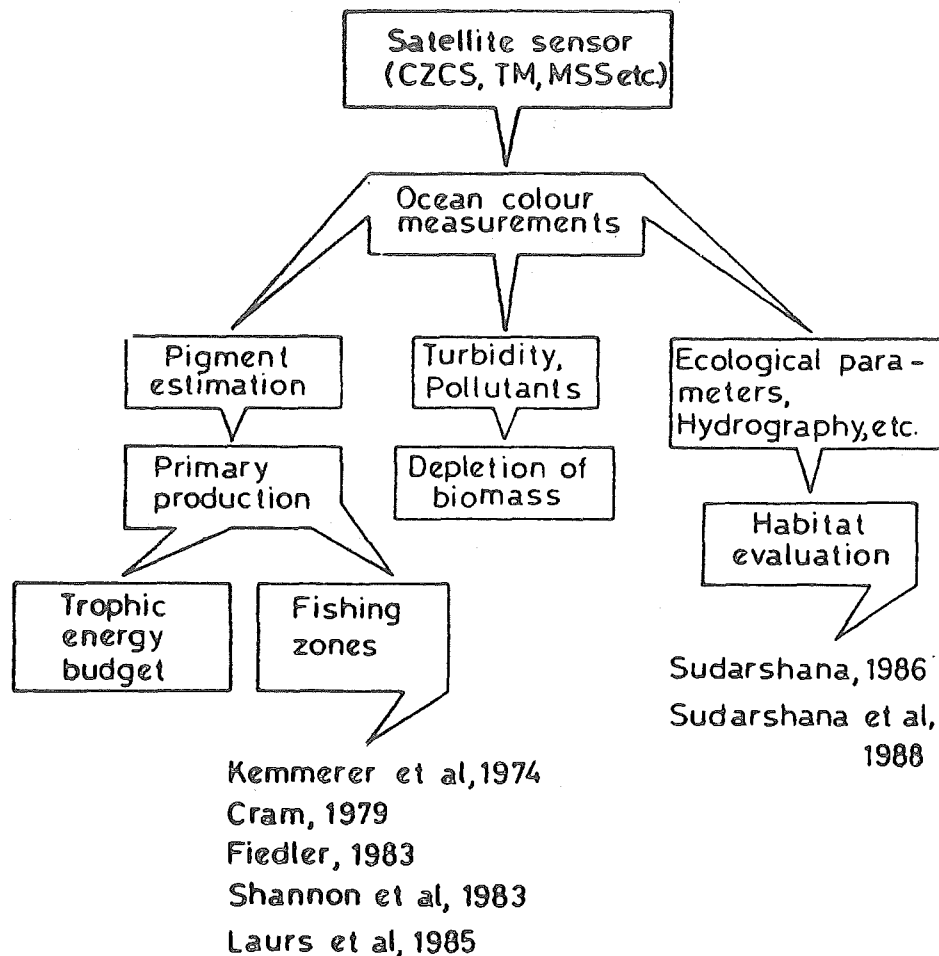 Satellite sensor
(CZCS, TM, MSS etc.)
Ocean colour
measurements
Pigment
estimation
Turbidity,
Pollutants
Ecological para-
meters,
Hydrography, etc.
Primary
production
Depletion of
biomass
Habitat
evaluation
Trophic
energy
budget
Fishing
zones
Sudarshana, 1986
Sudarshana et al,
1988
Kemmerer et al, 1974
Cram, 1979
Fiedler, 1983
Shannon et al, 1983
Laurs et al, 1985